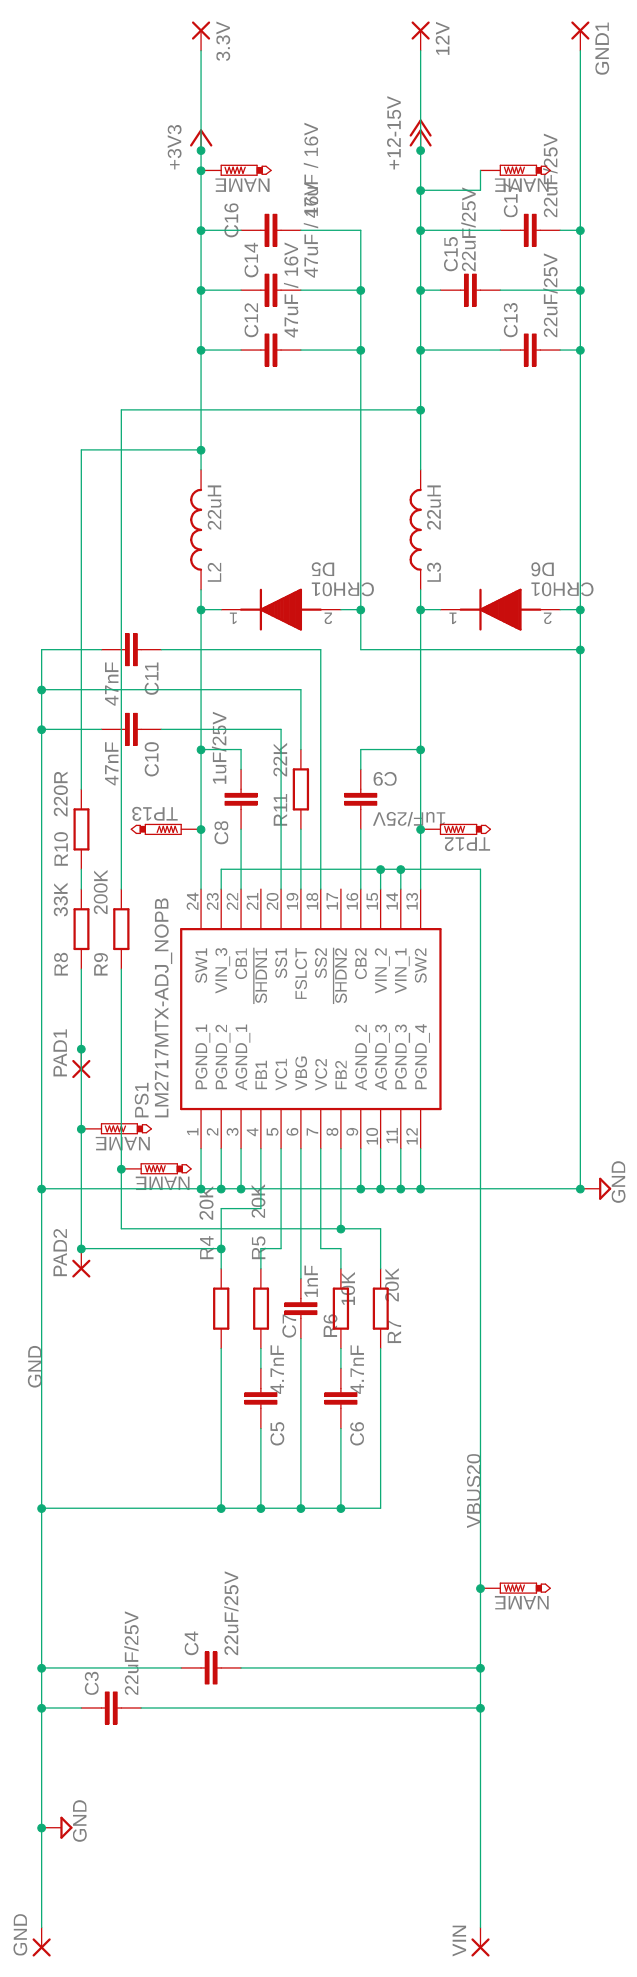 3.3V
12V
GND1
+3V3
+12-15V
NAME
NAME
C16
47uF / 16V
C14
47uF / 16V
C12
47uF / 16V
C17
22uF/25V
C15
22uF/25V
C13
22uF/25V
22uH
L2
22uH
L3
D5
CRH01
1
2
D6
CRH01
1
2
47nF
C11
47nF
C10
1uF/25V
C8
22K
R11
C9
1uF/25V
TP13
TP12
220R
R10
33K
R8
200K
R9
24
23
22
21
20
19
18
17
16
15
14
13
SW1
VIN_3
CB1
SHDN1
SS1
FSLCT
SS2
SHDN2
CB2
VIN_2
VIN_1
SW2
PS1
LM2717MTX-ADJ_NOPB
PGND_1
PGND_2
AGND_1
FB1
VC1
VBG
VC2
FB2
AGND_2
AGND_3
PGND_3
PGND_4
1
2
3
4
5
6
7
8
9
10
11
12
PAD1
NAME
NAME
GND
PAD2
20K
R4
20K
R5
1nF
C7
10K
R6
20K
R7
4.7nF
C5
4.7nF
C6
GND
VBUS20
NAME
C4
22uF/25V
C3
22uF/25V
GND
GND
VIN